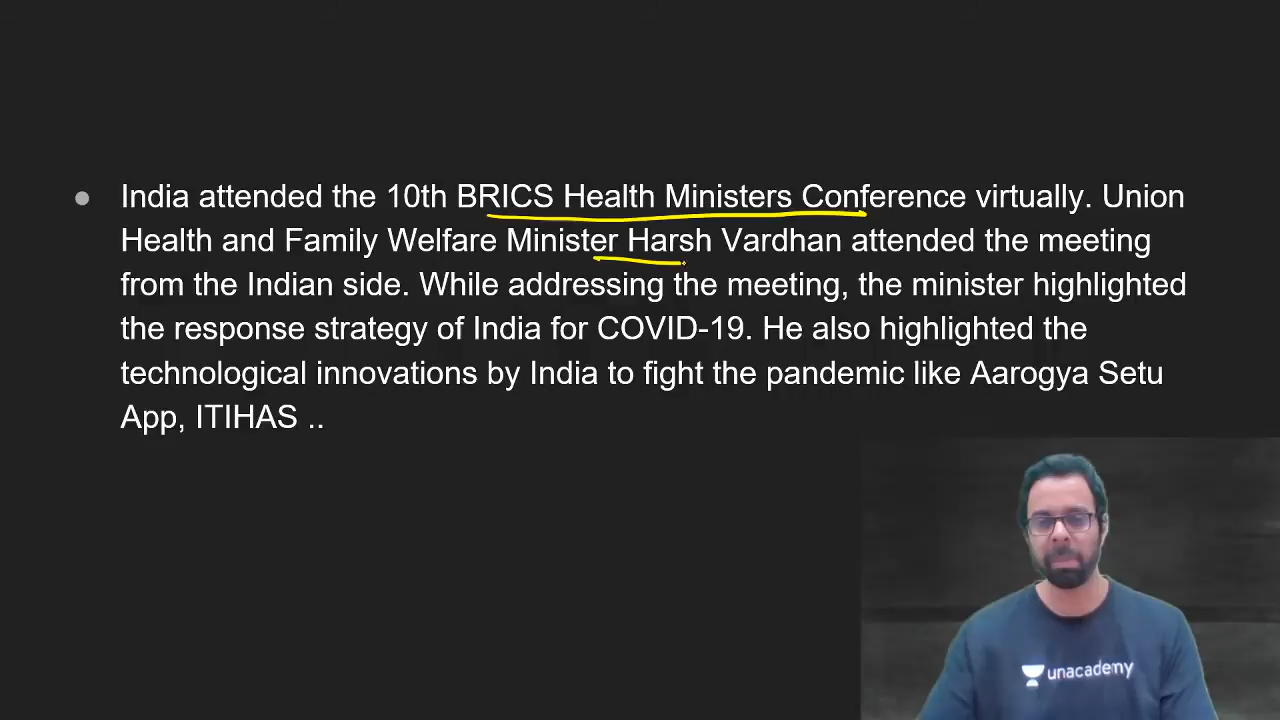 India attended the 10th BRICS Health Ministers Conference virtually. Union
Health and Family Welfare Minister Harsh Vardhan attended the meeting
from the Indian side. While addressing the meeting, the minister highlighted
the response strategy of India for COVID-19. He also highlighted the
technological innovations by India to fight the pandemic like Aarogya Setu
App, ITIHAS ..
unacademy